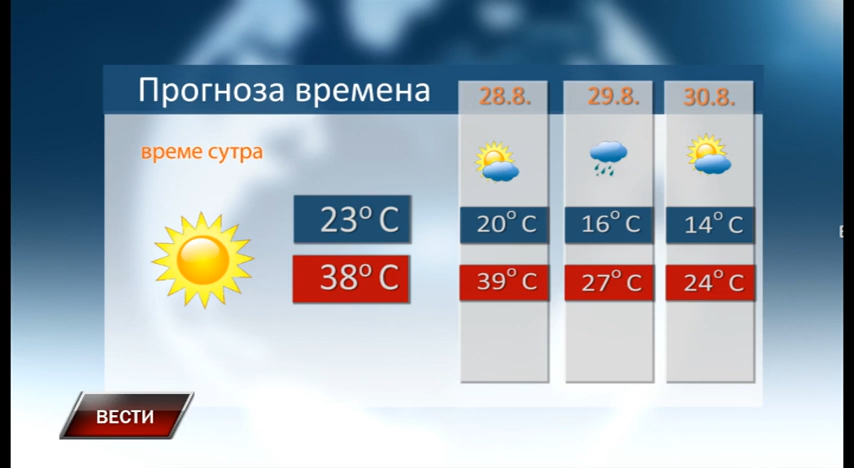 Прогноза времена
време сутра
23° C
38° C
28.8.
20° C
39° C
29.8.
16° C
27° C
30.8.
14° C
24° C
ВЕСТИ